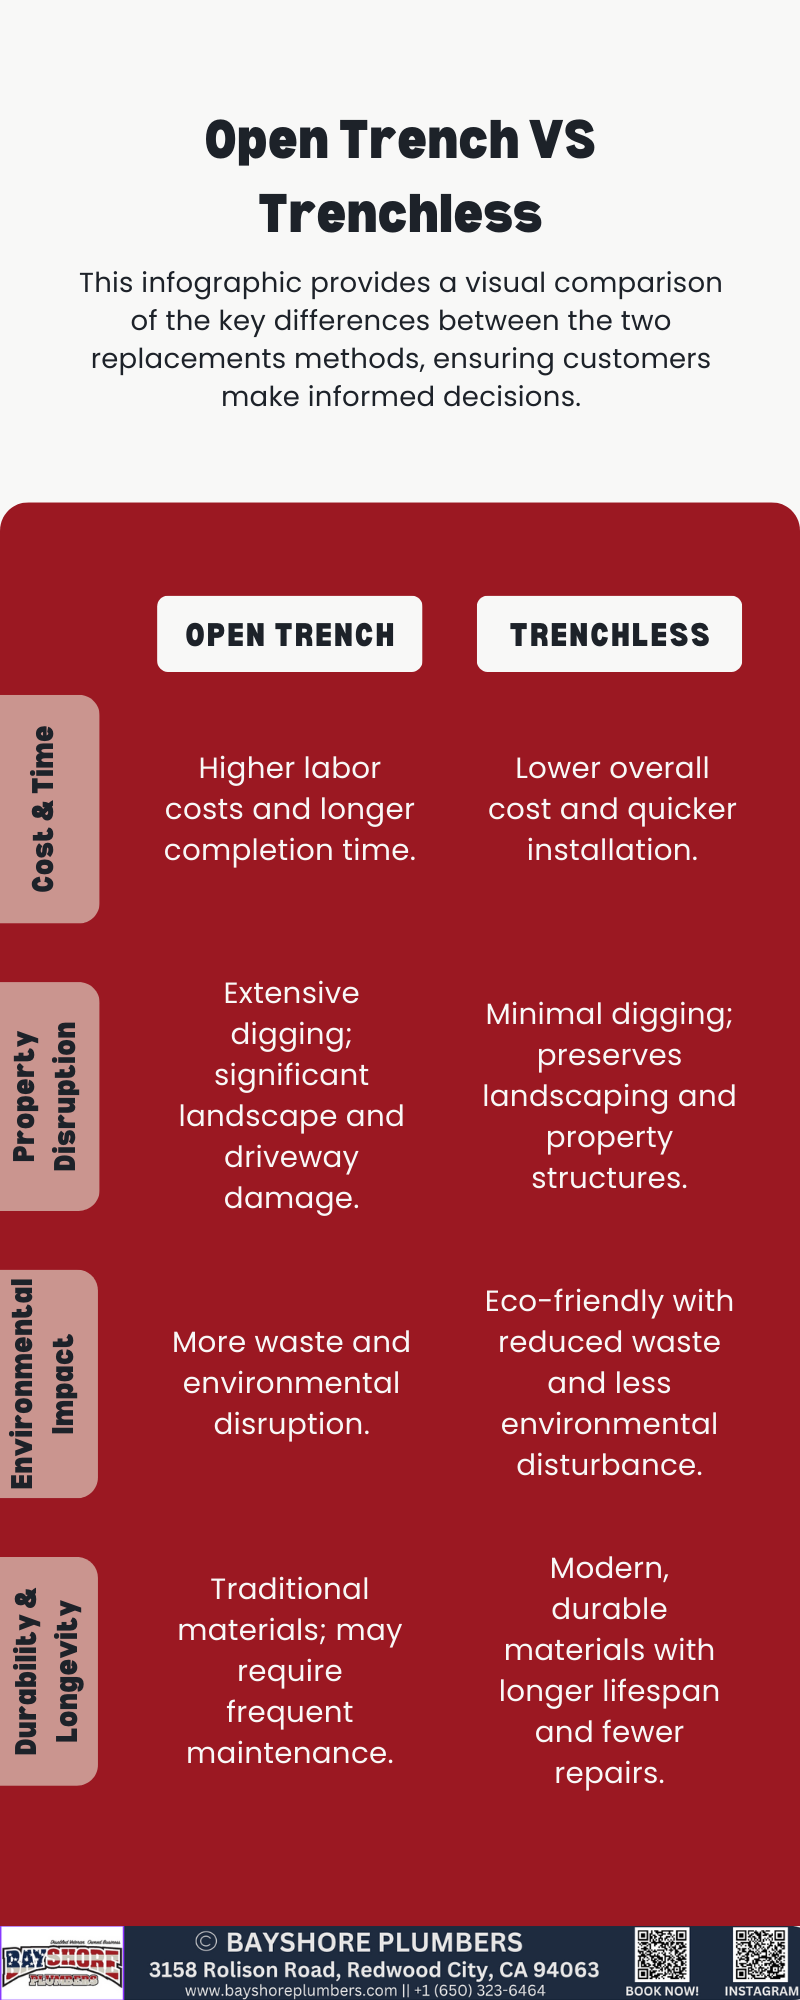 Open Trench VS
Trenchless
This infographic provides a visual comparison
of the key differences between the two
replacements methods, ensuring customers
make informed decisions.
OPEN TRENCH
TRENCHLESS
Cost & Time
Higher labor
costs and longer
completion time.
Lower overall
cost and quicker
installation.
Property
Disruption
Extensive
digging;
significant
landscape and
driveway
damage.
Minimal digging;
preserves
landscaping and
property
structures.
Environmental
Impact
More waste and
environmental
disruption.
Eco-friendly with
reduced waste
and less
environmental
disturbance.
Durability &
Longevity
Traditional
materials; may
require
frequent
maintenance.
Modern,
durable
materials with
longer lifespan
and fewer
repairs.
Disabled Veteran Owned Business
BAYSHORE
PLUMBERS
© BAYSHORE PLUMBERS
3158 Rolison Road, Redwood City, CA 94063
www.bayshoreplumbers.com || +1 (650) 323-6464
BOOK NOW!
INSTAGRAM